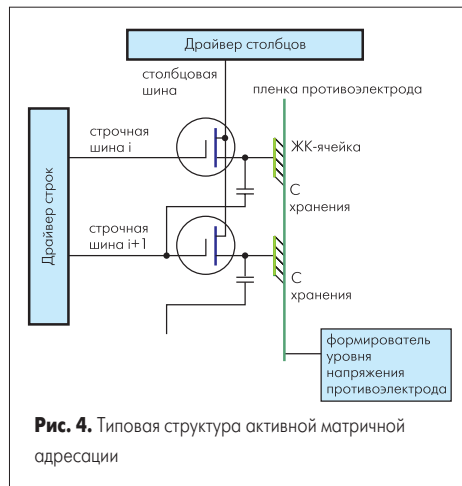 Драйвер столбцов
столбцовая
шина
пленка противоэлектрода
строчная
шина i
ЖК-ячейка
С
хранения
Драйвер строк
строчная
шина i+1
С
хранения
формирователь
уровня
напряжения
противоэлектрода
Рис. 4. Типовая структура активной матричной
адресации